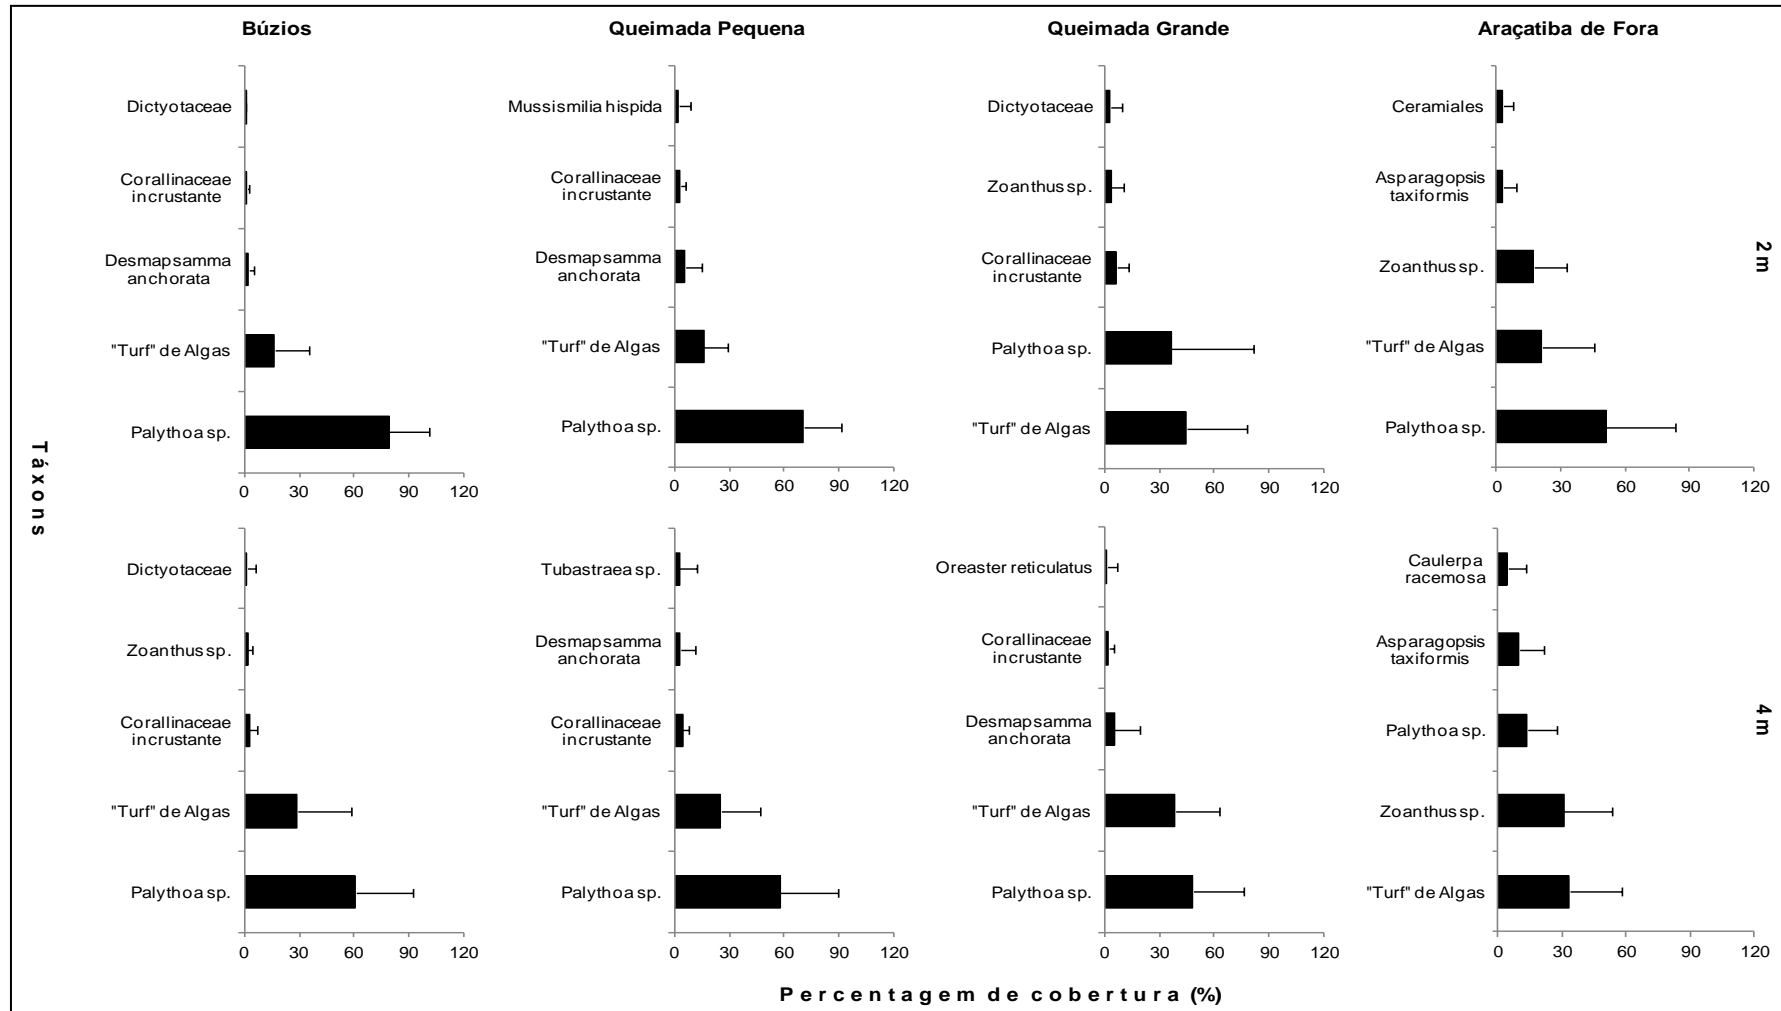 Búzios
Queimada Pequena
Queimada Grande
Araçatiba de Fora
Dictyotaceae
Corallinaceae
incrustante
Desmapsamma
anchorata
"Turf" de Algas
Palythoa sp.
0 30 60 90 120
Mussismilia hispida
Corallinaceae
incrustante
Desmapsamma
anchorata
"Turf" de Algas
Palythoa sp.
0 30 60 90 120
Dictyotaceae
Zoanthus sp.
Corallinaceae
incrustante
Palythoa sp.
"Turf" de Algas
0 30 60 90 120
Ceramiales
Asparagopsis
taxiformis
Zoanthus sp.
"Turf" de Algas
Palythoa sp.
0 30 60 90 120
2 m
Táxons
Dictyotaceae
Zoanthus sp.
Corallinaceae
incrustante
"Turf" de Algas
Palythoa sp.
0 30 60 90 120
Tubastraea sp.
Desmapsamma
anchorata
Corallinaceae
incrustante
"Turf" de Algas
Palythoa sp.
0 30 60 90 120
Oreaster reticulatus
Corallinaceae
incrustante
Desmapsamma
anchorata
"Turf" de Algas
Palythoa sp.
0 30 60 90 120
Caulerpa
racemosa
Asparagopsis
taxiformis
Palythoa sp.
Zoanthus sp.
"Turf" de Algas
0 30 60 90 120
4 m
Percentagem de cobertura (%)